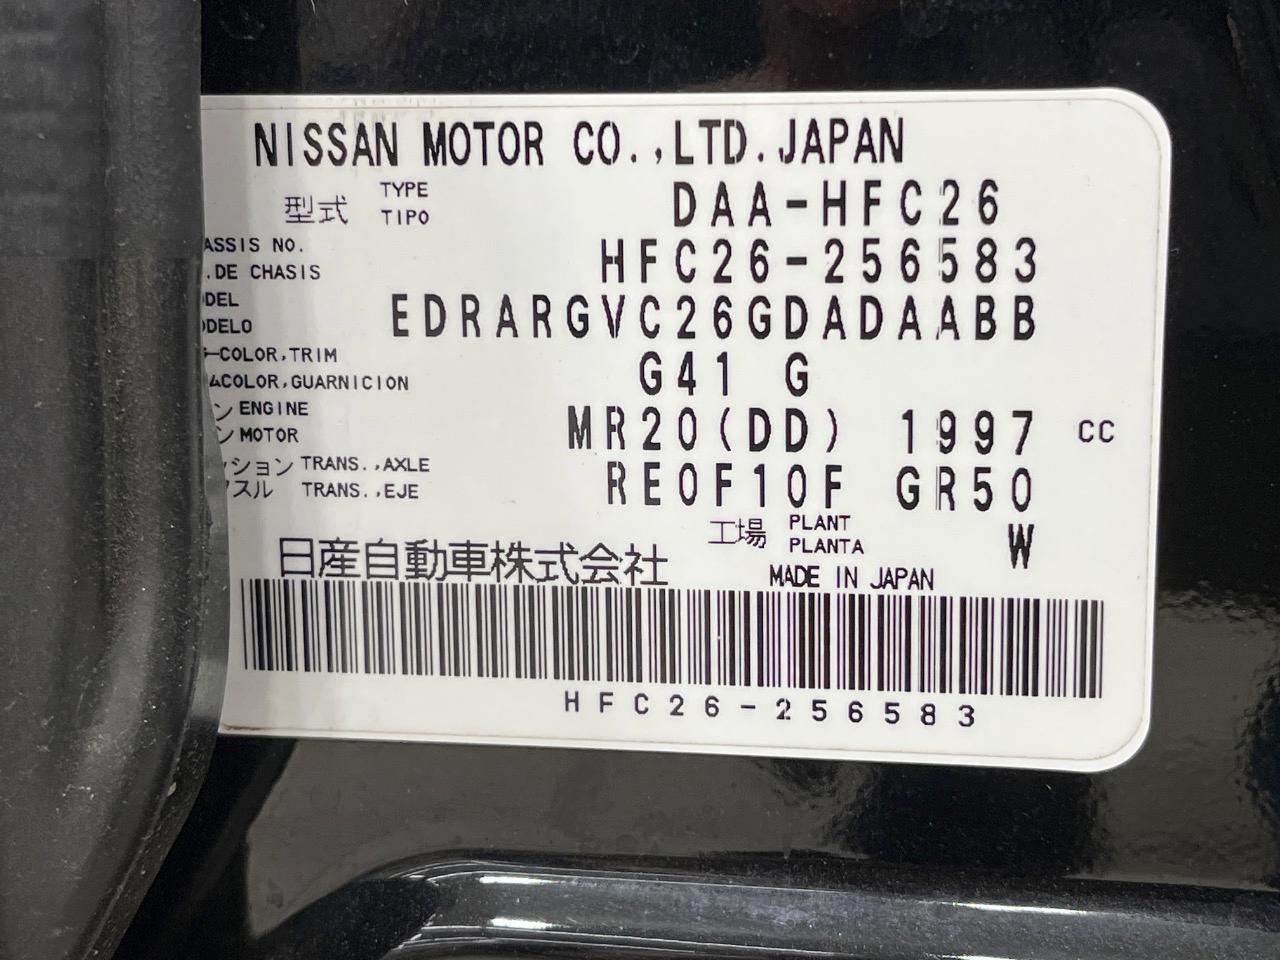 NISSAN MOTOR CO.,LTD.JAPAN
型式 TYPE TIPO DAA-HFC26
ASSIS NO.
.DE CHASIS HFC26-256583
DEL
ODELO EDRARGVC26GDADAABB
-COLOR,TRIM
COLOR,GUARNICION G41 G
ン ENGINE
ン MOTOR MR20(DD) 1997 CC
ッション TRANS.,AXLE
スル TRANS.,EJE RE0F10F GR50
工場 PLANT PLANTA W
日産自動車株式会社 MADE IN JAPAN
HFC26-256583